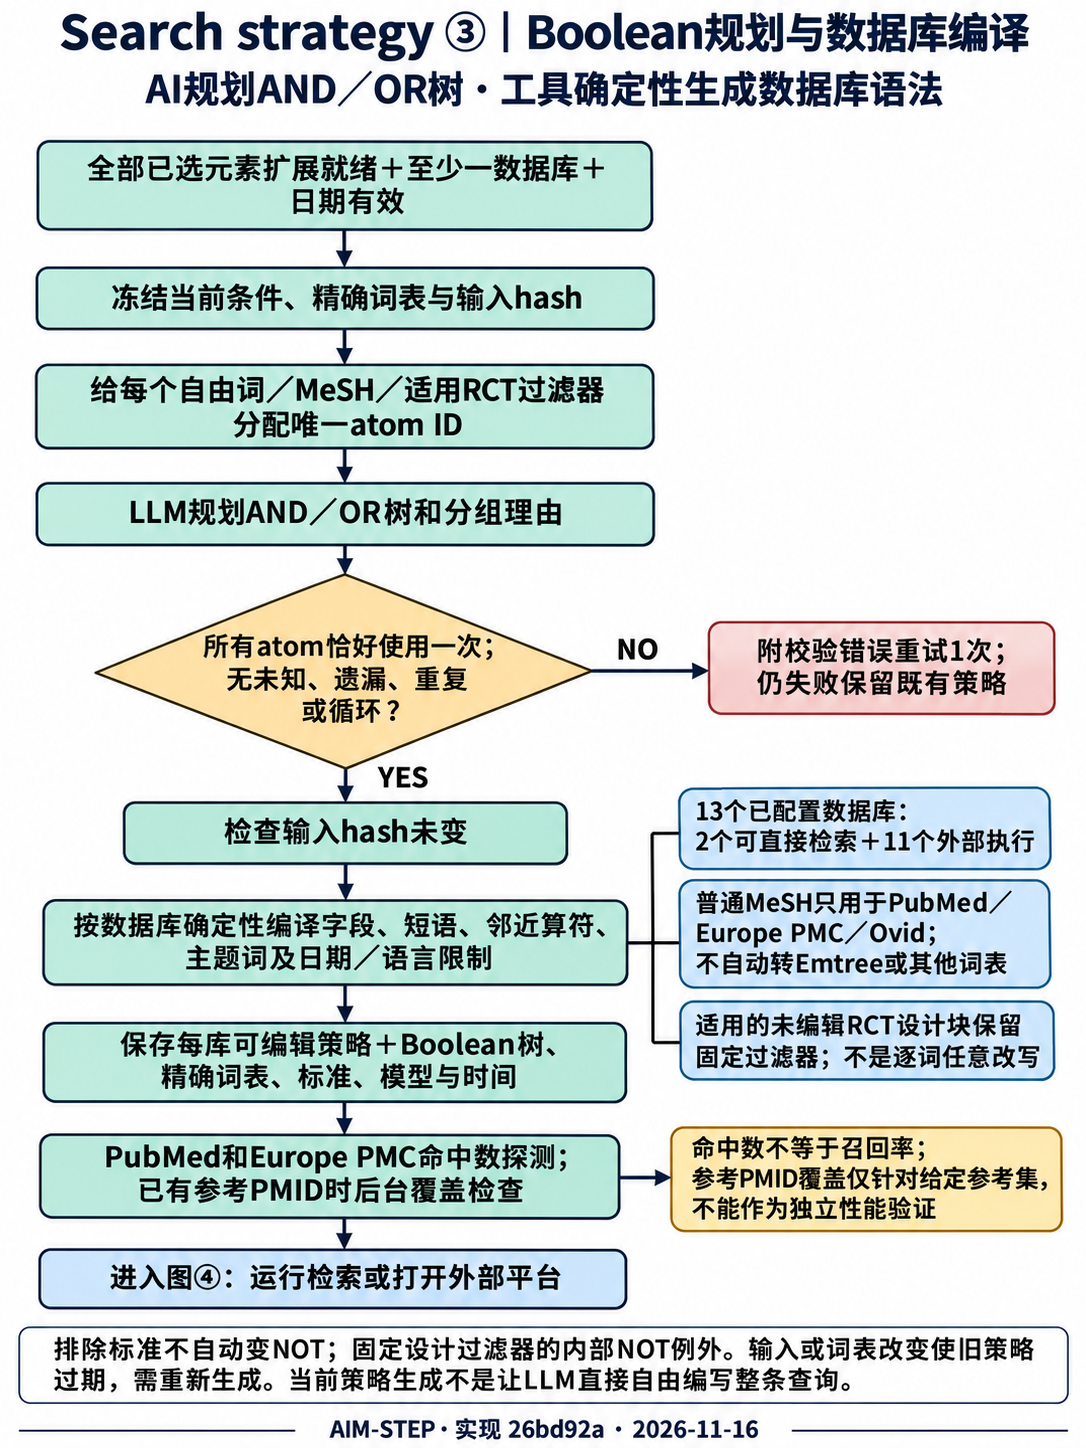 Search strategy ③｜Boolean规划与数据库编译
AI规划AND／OR树·工具确定性生成数据库语法
全部已选元素扩展就绪＋至少一数据库＋
日期有效
冻结当前条件、精确词表与输入hash
给每个自由词／MeSH／适用RCT过滤器
分配唯一atom ID
LLM规划AND／OR树和分组理由
所有atom恰好使用一次；
无未知、遗漏、重复
或循环？
NO
附校验错误重试1次；
仍失败保留既有策略
YES
检查输入hash未变
13个已配置数据库：
2个可直接检索＋11个外部执行
按数据库确定性编译字段、短语、邻近算符、
主题词及日期／语言限制
普通MeSH只用于PubMed／
Europe PMC／Ovid；
不自动转Emtree或其他词表
适用的未编辑RCT设计块保留
固定过滤器；不是逐词任意改写
保存每库可编辑策略＋Boolean树、
精确词表、标准、模型与时间
PubMed和Europe PMC命中数探测；
已有参考PMID时后台覆盖检查
命中数不等于召回率；
参考PMID覆盖仅针对给定参考集，
不能作为独立性能验证
进入图④：运行检索或打开外部平台
排除标准不自动变NOT；固定设计过滤器的内部NOT例外。输入或词表改变使旧策略
过期，需重新生成。当前策略生成不是让LLM直接自由编写整条查询。
AIM-STEP·实现 26bd92a · 2026-11-16